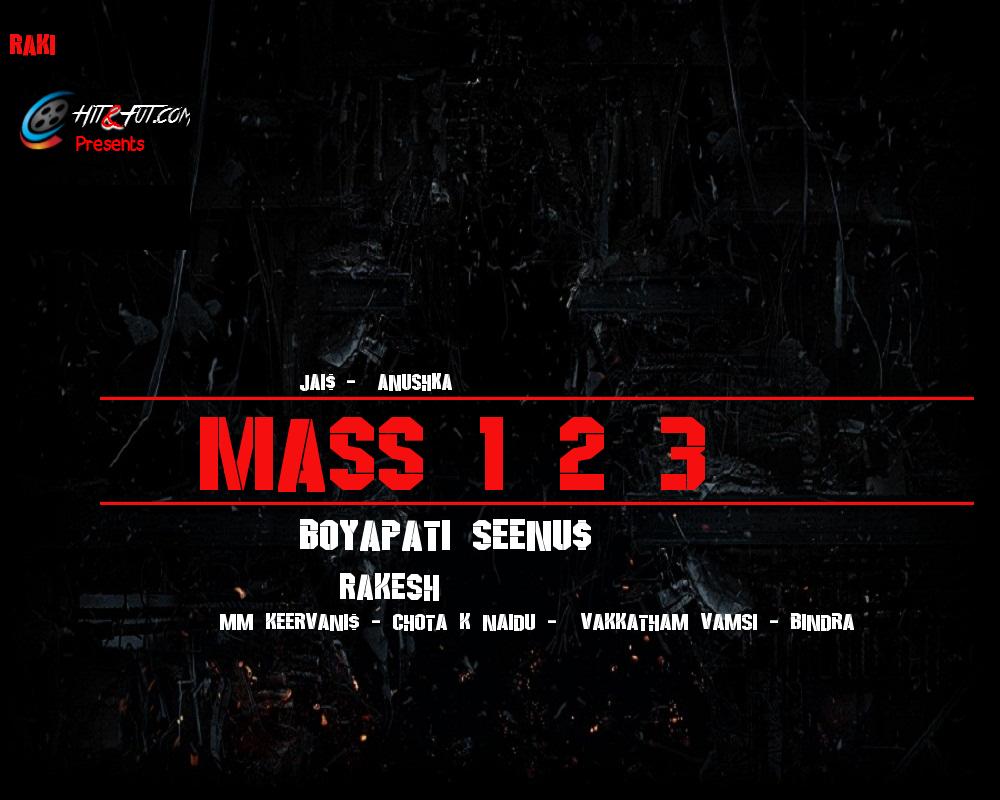 RAKI
HIT&FUT.COM
Presents
JAI$ - ANUSHKA
MASS 1 2 3
BOYAPATI SEENU$
RAKESH
MM KEERVANI$ - CHOTA K NAIDU - VAKKATHAM VAMSI - BINDRA